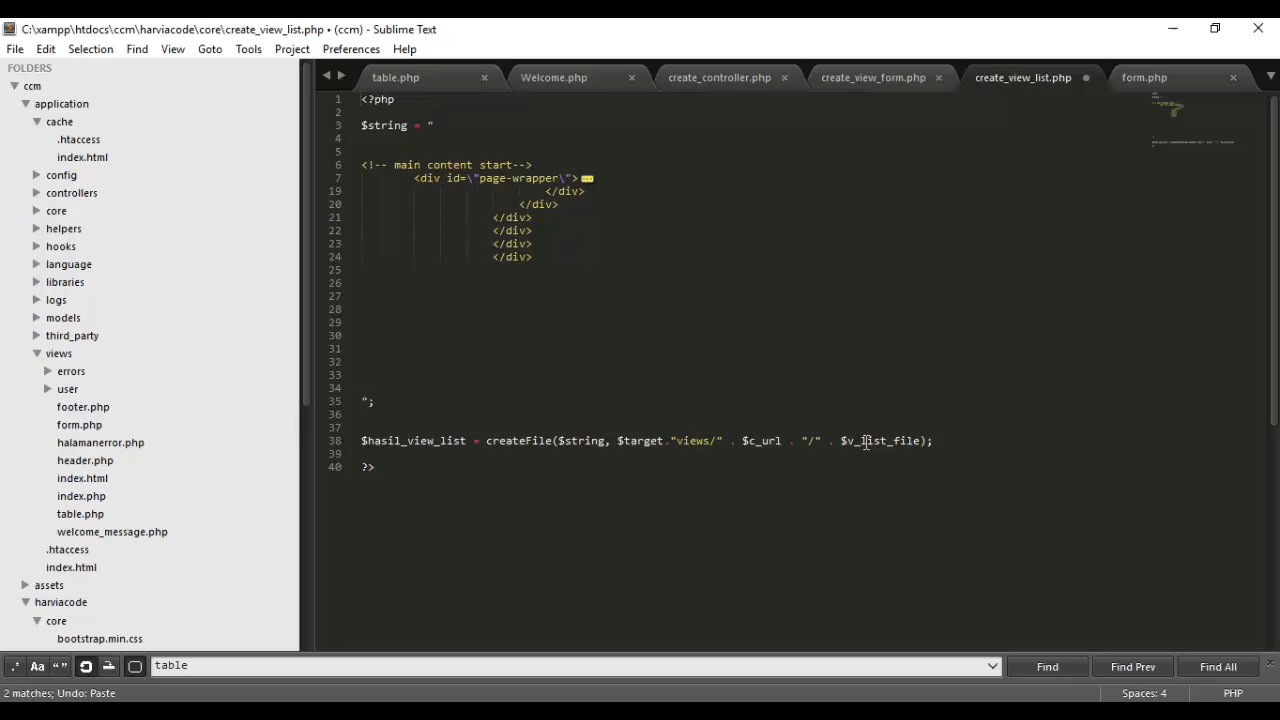 C:\xampp\htdocs\ccm\harviacode\core\create_view_list.php • (ccm) - Sublime Text
File Edit Selection Find View Goto Tools Project Preferences Help
FOLDERS
ccm
application
cache
.htaccess
index.html
config
controllers
core
helpers
hooks
language
libraries
logs
models
third_party
views
errors
user
footer.php
form.php
halamanerror.php
header.php
index.html
index.php
table.php
welcome_message.php
.htaccess
index.html
assets
harviacode
core
bootstrap.min.css
table.php Welcome.php create_controller.php create_view_form.php create_view_list.php form.php
1 <?php
2
3 $string = "
4
5
6 <!-- main content start-->
7 <div id=\"page-wrapper\">
19 </div>
20 </div>
21 </div>
22 </div>
23 </div>
24 </div>
25
26
27
28
29
30
31
32
33
34
35 ";
36
37
38 $hasil_view_list = createFile($string, $target."views/" . $c_url . "/" . $v_list_file);
39
40 ?>
.* Aa “ ” table Find Find Prev Find All
2 matches; Undo: Paste Spaces: 4 PHP